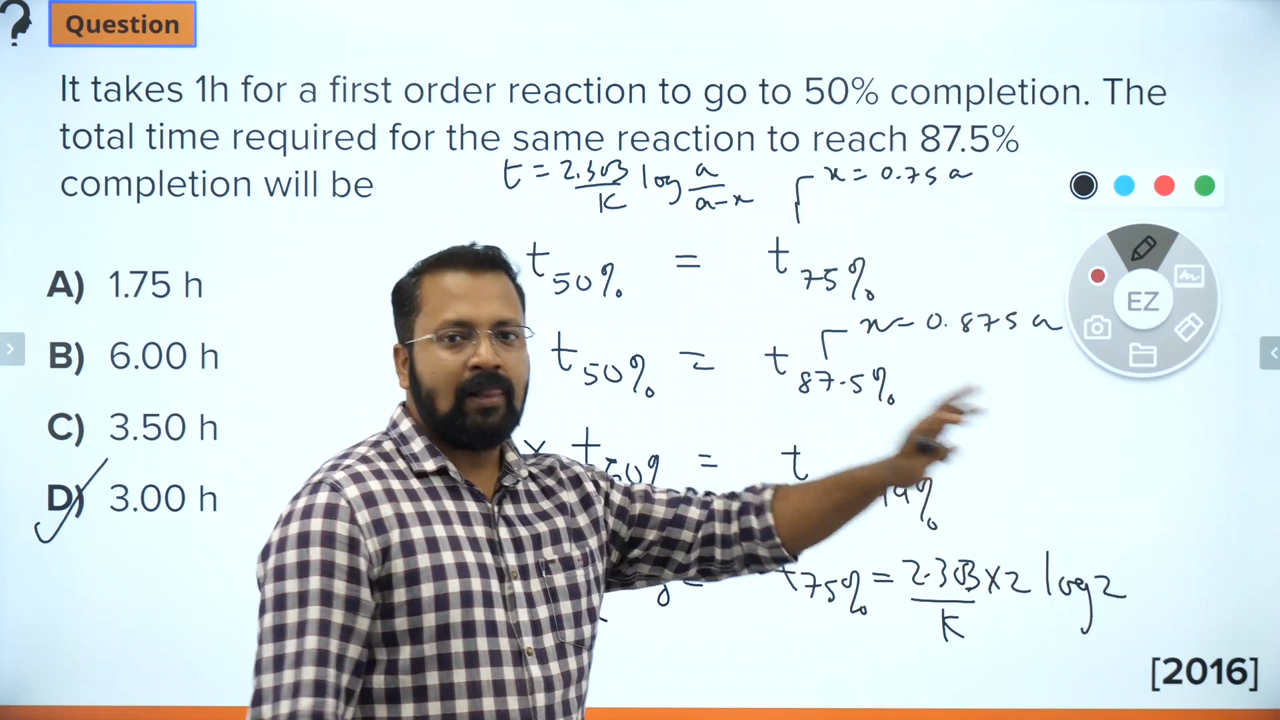 ?
Question
It takes 1h for a first order reaction to go to 50% completion. The
total time required for the same reaction to reach 87.5%
completion will be
t = 2.303/K log a/a-x
x = 0.75 a
A) 1.75 h
t50% = t75%
EZ
x = 0.875 a
B) 6.00 h
t50% = t87.5%
C) 3.50 h
× t50% = t
%
D) 3.00 h
t75% = 2.303/K × 2 log 2
[2016]